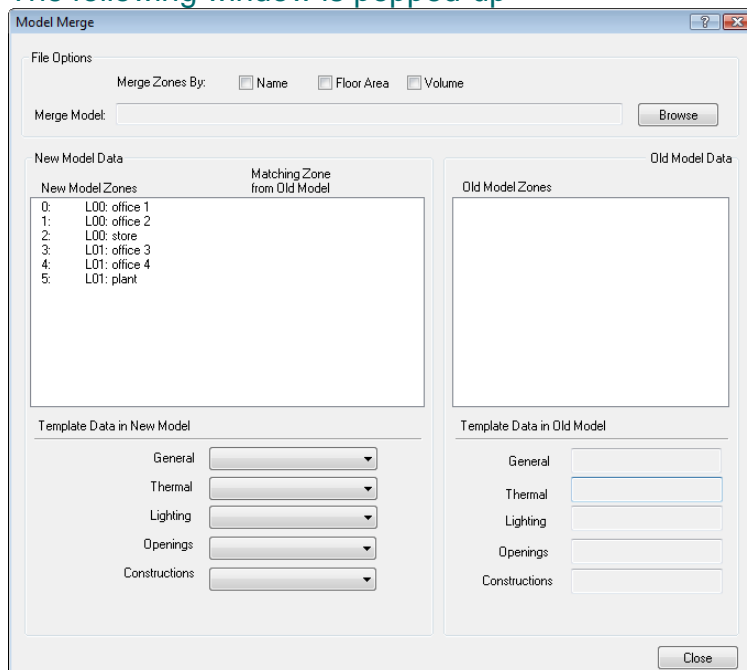 The following window is popped-up
Model Merge
File Options
Merge Zones By: Name Floor Area Volume
Merge Model: Browse
New Model Data
New Model Zones Matching Zone from Old Model
0: L00: office 1
1: L00: office 2
2: L00: store
3: L01: office 3
4: L01: office 4
5: L01: plant
Template Data in New Model
General
Thermal
Lighting
Openings
Constructions
Old Model Data
Old Model Zones
Template Data in Old Model
General
Thermal
Lighting
Openings
Constructions
Close